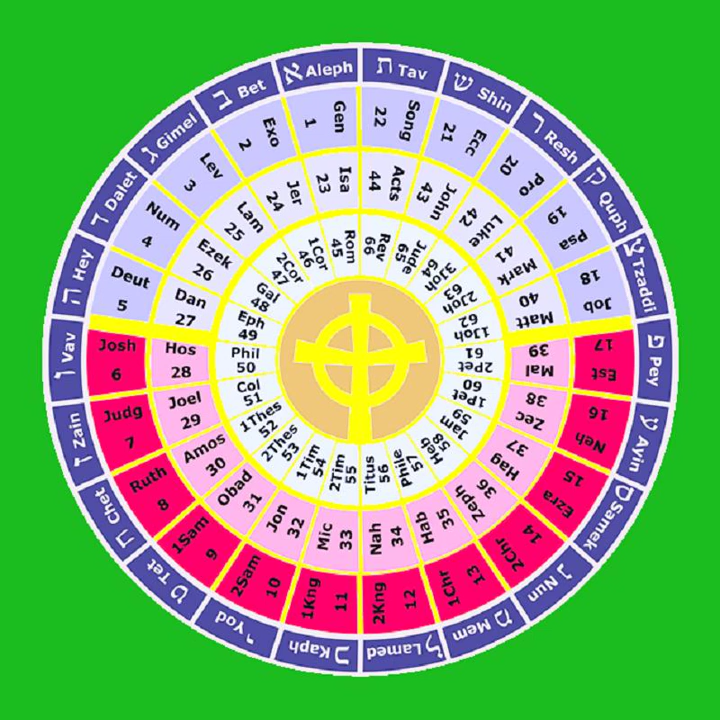 א Aleph
ב Bet
ג Gimel
ד Dalet
ה Hey
ו Vav
ז Zain
ח Chet
ט Tet
י Yod
כ Kaph
ל Lamed
מ Mem
נ Nun
ס Samek
ע Ayin
פ Pey
צ Tzaddi
ק Quph
ר Resh
ש Shin
ת Tav
Gen
1
Exo
2
Lev
3
Num
4
Deut
5
Josh
6
Judg
7
Ruth
8
1Sam
9
2Sam
10
1Kng
11
2Kng
12
1Chr
13
2Chr
14
Ezra
15
Neh
16
Est
17
Job
18
Psa
19
Pro
20
Ecc
21
Song
22
Isa
23
Jer
24
Lam
25
Ezek
26
Dan
27
Hos
28
Joel
29
Amos
30
Obad
31
Jon
32
Mic
33
Nah
34
Hab
35
Zeph
36
Hag
37
Zec
38
Mal
39
Matt
40
Mark
41
Luke
42
John
43
Acts
44
Rom
45
1Cor
46
2Cor
47
Gal
48
Eph
49
Phil
50
Col
51
1Thes
52
2Thes
53
1Tim
54
2Tim
55
Titus
56
Phile
57
Heb
58
Jam
59
1Pet
60
2Pet
61
1Joh
62
2Joh
63
3Joh
64
Jude
65
Rev
66